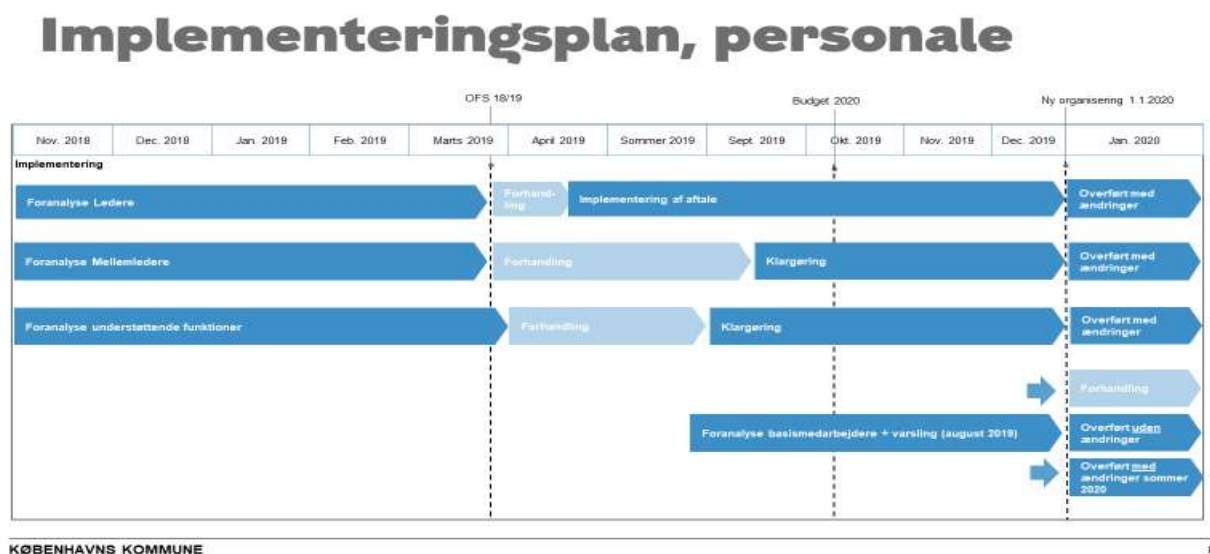 Implementeringsplan, personale
OFS 18/19
Budget 2020
Ny organisering 1.1.2020
Nov. 2018
Dec. 2018
Jan. 2019
Feb. 2019
Marts 2019
April 2019
Sommer 2019
Sept. 2019
Okt. 2019
Nov. 2019
Dec. 2019
Jan. 2020
Implementering
Foranalyse Ledere
Forhand-
ling
Implementering af aftale
Overført med
ændringer
Foranalyse Mellemledere
Forhandling
Klargøring
Overført med
ændringer
Foranalyse understøttende funktioner
Forhandling
Klargøring
Overført med
ændringer
Forhandling
Foranalyse basismedarbejdere + varsling (august 2019)
Overført uden
ændringer
Overført med
ændringer sommer
2020
KØBENHAVNS KOMMUNE